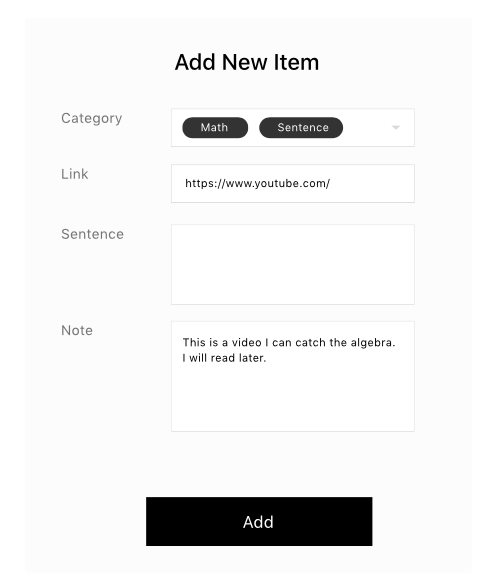 Add New Item
Category
Math
Sentence
Link
https://www.youtube.com/
Sentence
Note
This is a video I can catch the algebra.
I will read later.
Add